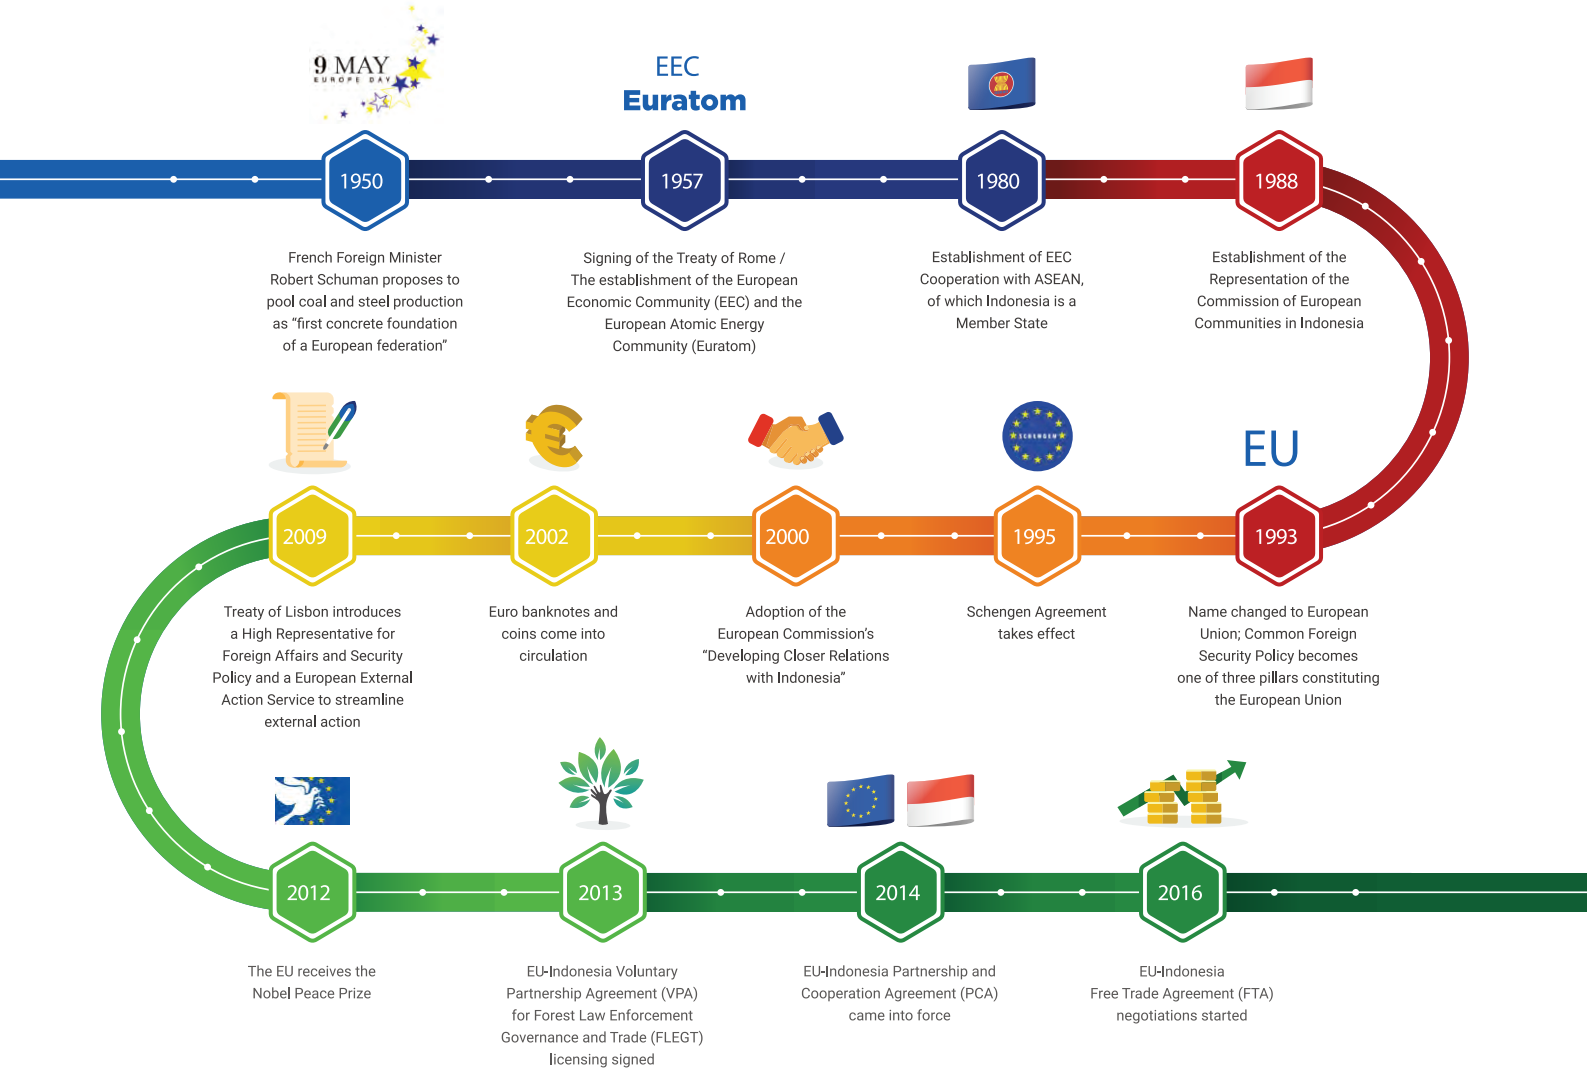 9 MAY
EUROPE DAY
EEC
Euratom
1950
1957
1980
1988
French Foreign Minister
Robert Schuman proposes to
pool coal and steel production
as “first concrete foundation
of a European federation”
Signing of the Treaty of Rome /
The establishment of the European
Economic Community (EEC) and the
European Atomic Energy
Community (Euratom)
Establishment of EEC
Cooperation with ASEAN,
of which Indonesia is a
Member State
Establishment of the
Representation of the
Commission of European
Communities in Indonesia
SCHENGEN
EU
2009
2002
2000
1995
1993
Treaty of Lisbon introduces
a High Representative for
Foreign Affairs and Security
Policy and a European External
Action Service to streamline
external action
Euro banknotes and
coins come into
circulation
Adoption of the
European Commission’s
“Developing Closer Relations
with Indonesia”
Schengen Agreement
takes effect
Name changed to European
Union; Common Foreign
Security Policy becomes
one of three pillars constituting
the European Union
2012
2013
2014
2016
The EU receives the
Nobel Peace Prize
EU-Indonesia Voluntary
Partnership Agreement (VPA)
for Forest Law Enforcement
Governance and Trade (FLEGT)
licensing signed
EU-Indonesia Partnership and
Cooperation Agreement (PCA)
came into force
EU-Indonesia
Free Trade Agreement (FTA)
negotiations started